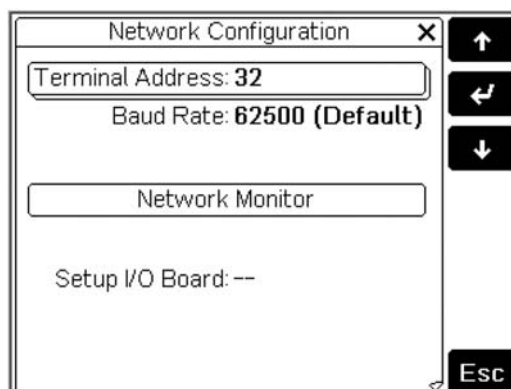 Network Configuration
Terminal Address: 32
Baud Rate: 62500 (Default)
Network Monitor
Setup I/O Board: --
Esc